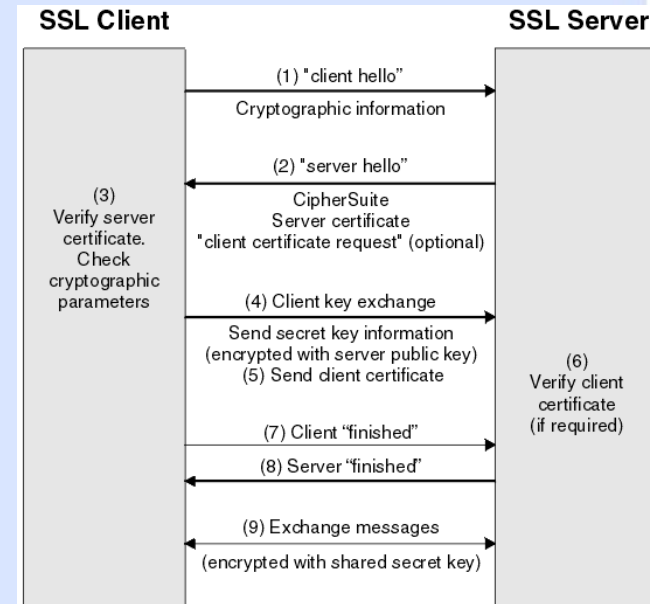 SSL Client
SSL Server
(1) "client hello”
Cryptographic information
(2) "server hello”
CipherSuite
Server certificate
"client certificate request" (optional)
(3)
Verify server
certificate.
Check
cryptographic
parameters
(4) Client key exchange
Send secret key information
(encrypted with server public key)
(5) Send client certificate
(6)
Verify client
certificate
(if required)
(7) Client “finished”
(8) Server “finished”
(9) Exchange messages
(encrypted with shared secret key)